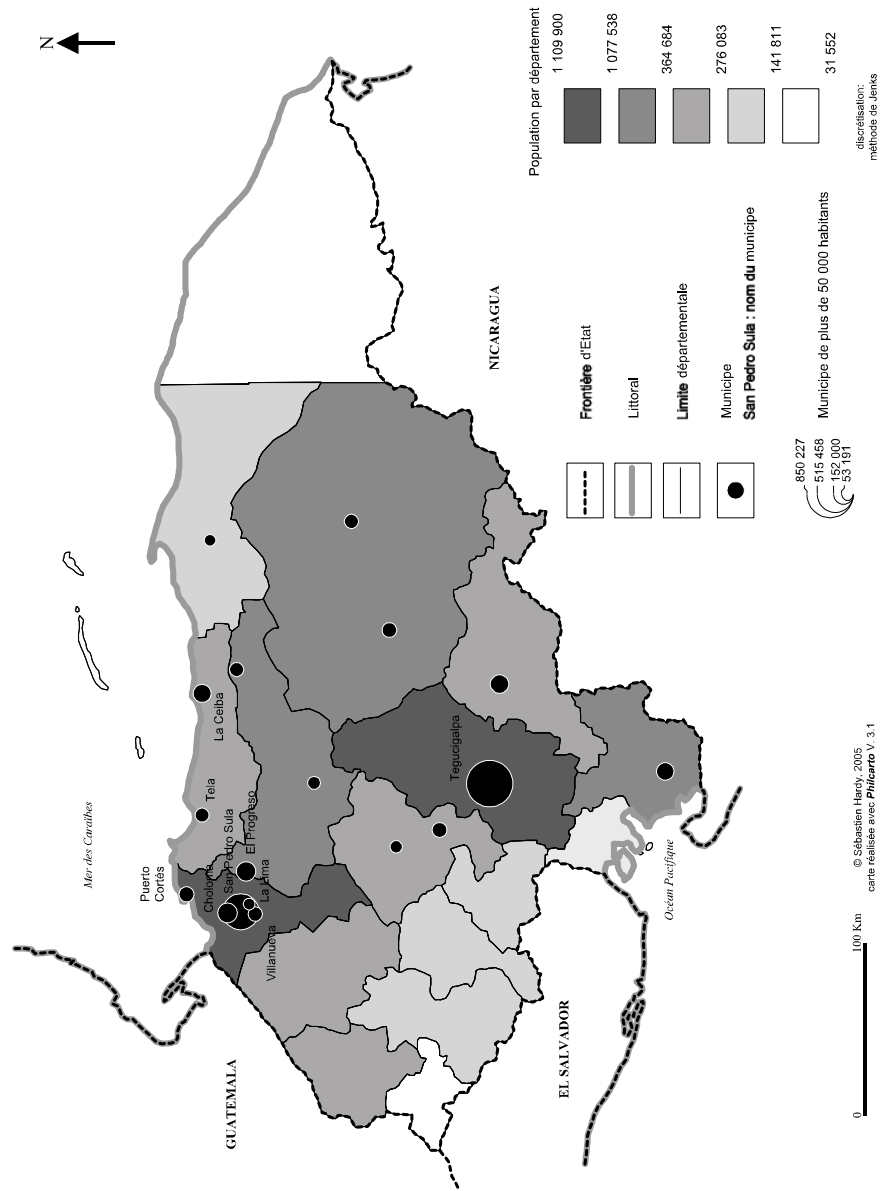 N
Mer des Caraïbes
Puerto
Cortés
Choloma
San Pedro Sula
El Progreso
La Lima
Villanueva
Tela
La Ceiba
Tegucigalpa
GUATEMALA
EL SALVADOR
NICARAGUA
Océan Pacifique
Population par département
1 109 900
1 077 538
364 684
276 083
141 811
31 552
discrétisation:
méthode de Jenks
Frontière d'Etat
Littoral
Limite départementale
Municipe
San Pedro Sula : nom du municipe
Municipe de plus de 50 000 habitants
850 227
515 458
152 000
53 191
0
100 Km
© Sébastien Hardy, 2005
carte réalisée avec Philcarto V. 3.1